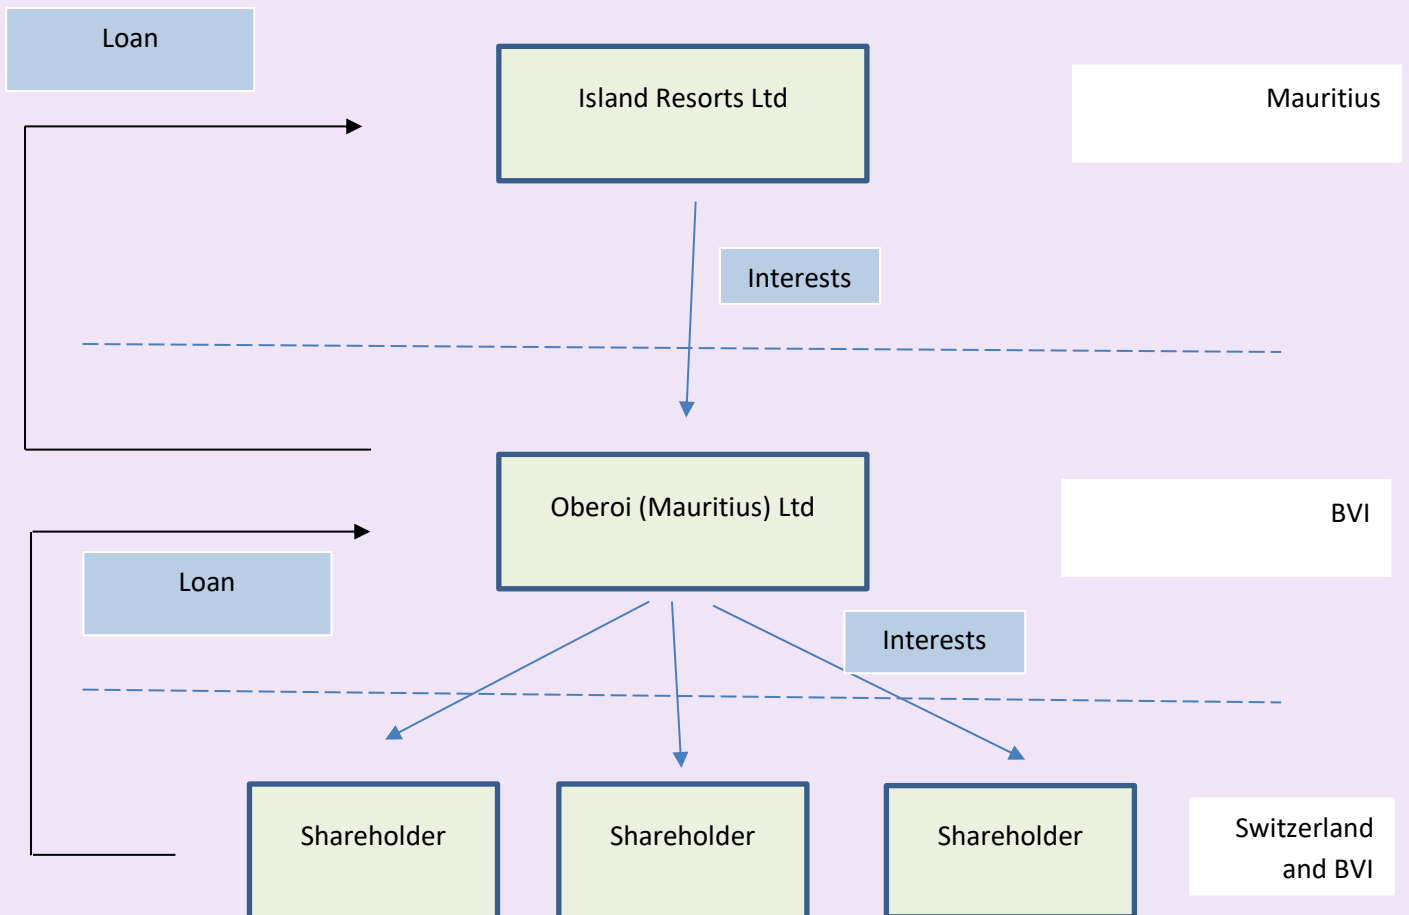 Loan
Island Resorts Ltd
Mauritius
Interests
Oberoi (Mauritius) Ltd
BVI
Loan
Interests
Shareholder
Shareholder
Shareholder
Switzerland
and BVI